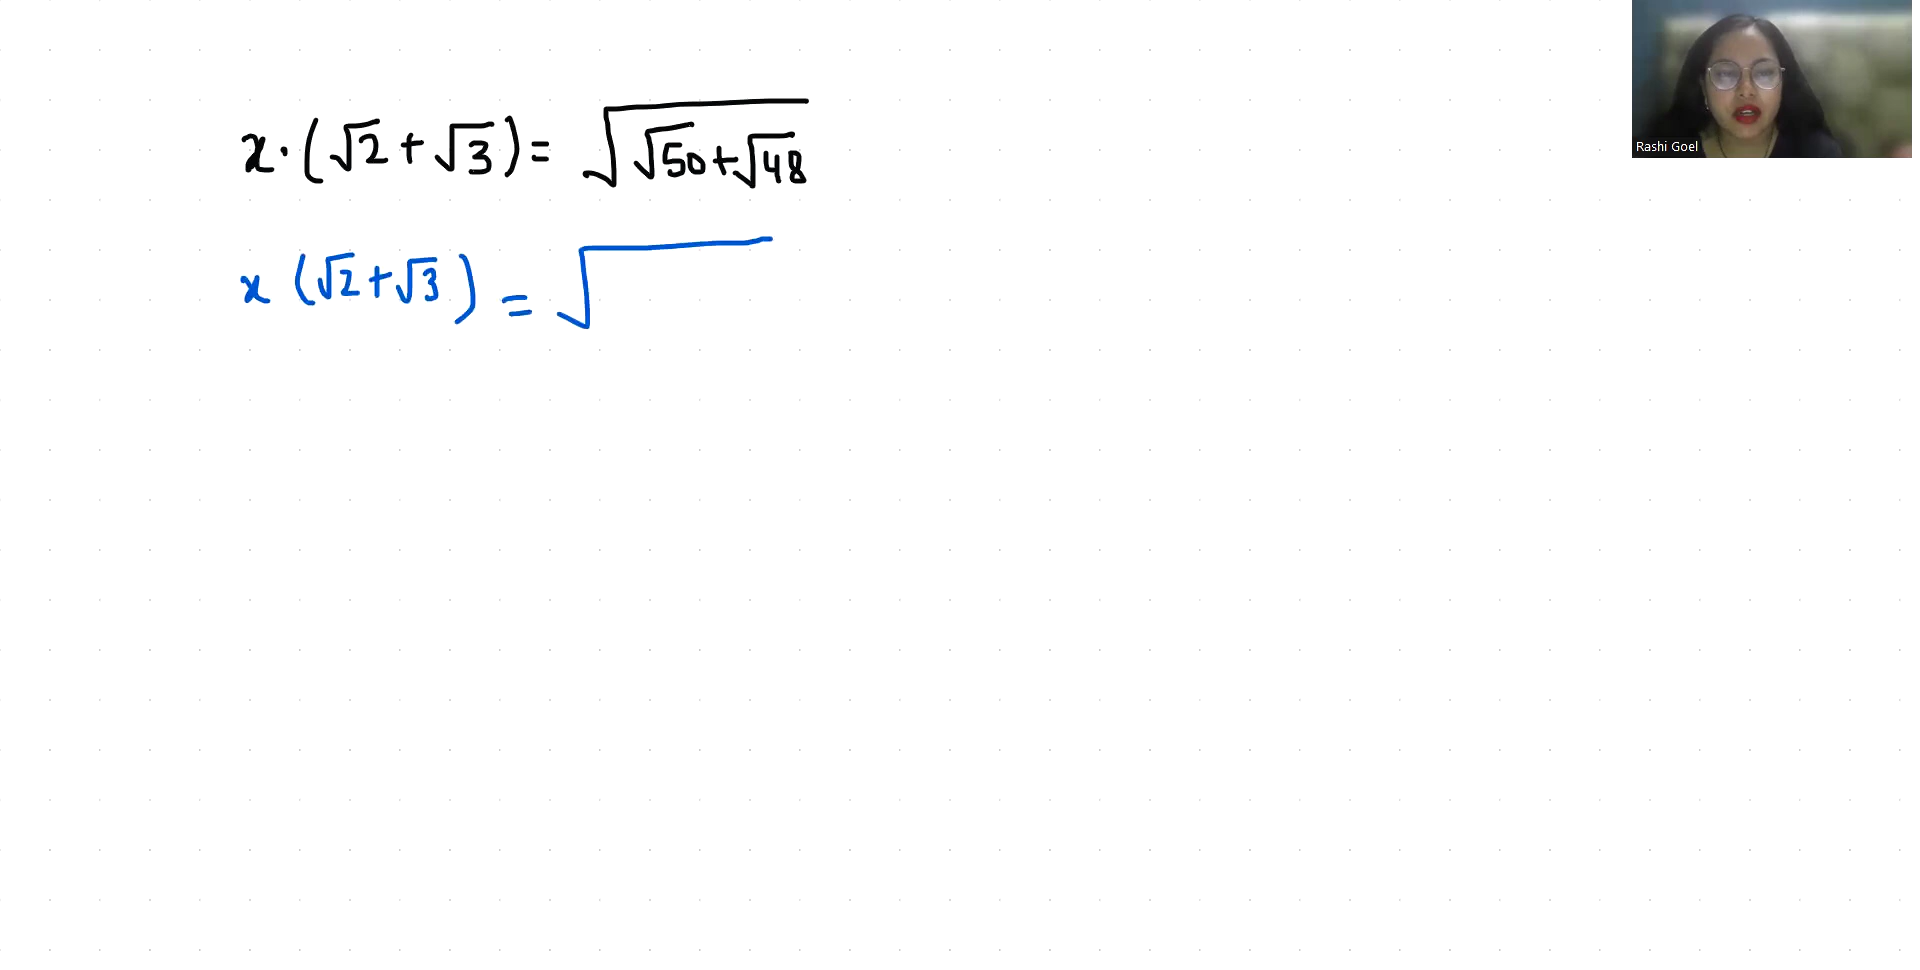 x·(√2+√3)= √(√50+√48)
x (√2+√3) = √
Rashi Goel